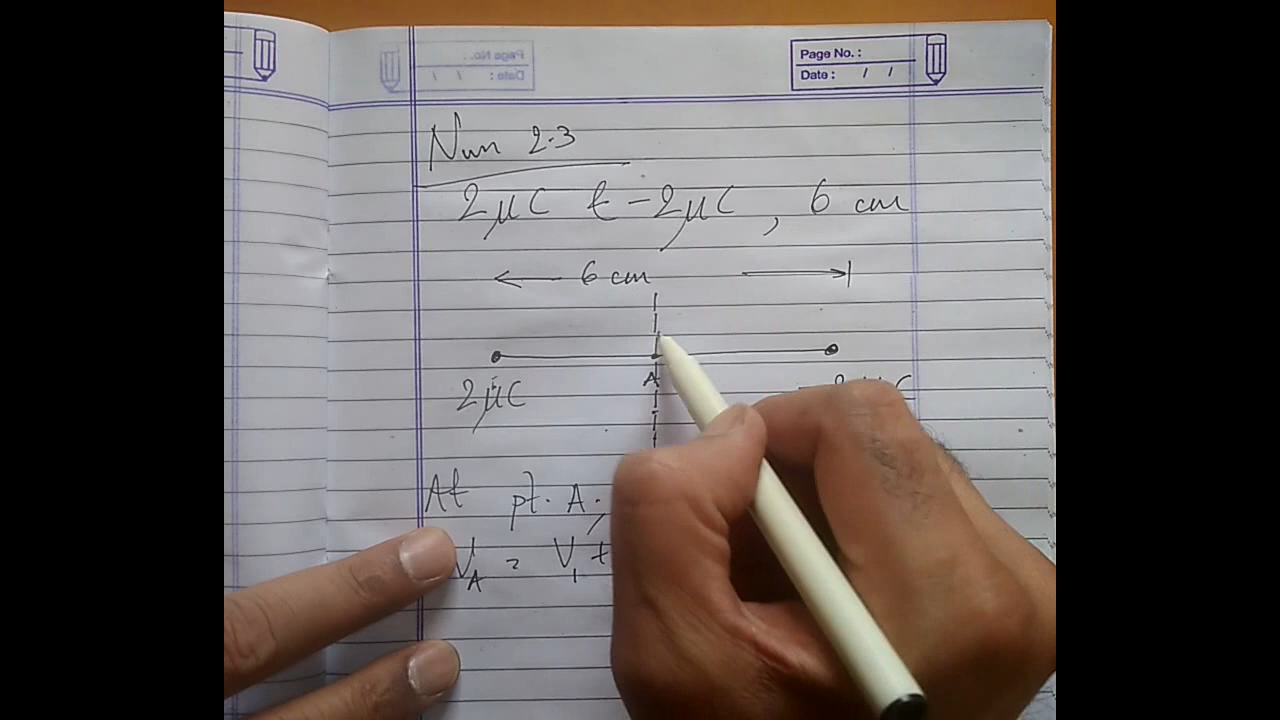 Page No. :
Date : / /
Num 2.3
2μC & -2μC, 6 cm
6 cm
A
2μC
At pt. A,
V_A = V_1 +